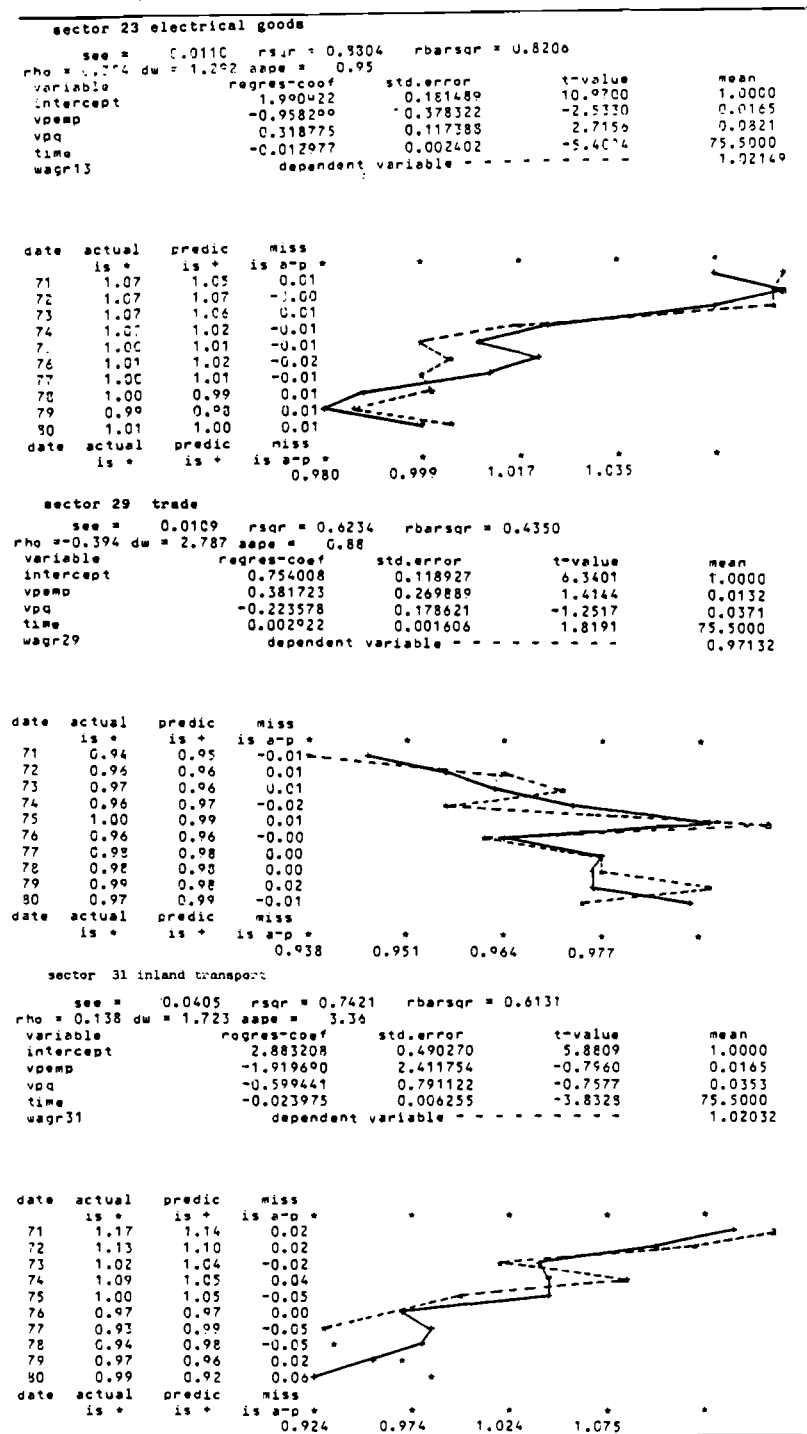 sector 23 electrical goods
see = 0.0110 rsqr = 0.8304 rbarsqr = 0.8206
rho = dw = 1.292 aape = 0.95
variable regres-coef std.error t-value mean
intercept 1.990422 0.181489 10.9700 1.0000
vpemp -0.958299 0.378322 -2.5330 0.0165
vpq 0.318775 0.117388 2.7156 0.0821
time -0.012977 0.002402 75.5000
wagr13 dependent variable - - - - - - - - - 1.02149
date actual predic miss
is * is + is a-p * * * * *
71 1.07 1.05 0.01
72 1.07 1.07 -0.00
73 1.07 1.06 0.01
74 1.02 -0.01
1.00 1.01 -0.01
76 1.01 1.02 -0.02
77 1.00 1.01 -0.01
78 1.00 0.99 0.01
79 0.99 0.98 0.01
80 1.01 1.00 0.01
date actual predic miss
is * is + is a-p * * * * *
0.980 0.999 1.017 1.035
sector 29 trade
see = 0.0109 rsqr = 0.6234 rbarsqr = 0.4350
rho =-0.394 dw = 2.787 aape = 0.88
variable regres-coef std.error t-value mean
intercept 0.754008 0.118927 6.3401 1.0000
vpemp 0.381723 0.269889 1.4144 0.0132
vpq -0.223578 0.178621 -1.2517 0.0371
time 0.002922 0.001606 1.8191 75.5000
wagr29 dependent variable - - - - - - - - - 0.97132
date actual predic miss
is * is + is a-p * * * * *
71 0.94 0.95 -0.01
72 0.96 0.96 0.01
73 0.97 0.96 0.01
74 0.96 0.97 -0.02
75 1.00 0.99 0.01
76 0.96 0.96 -0.00
77 0.98 0.98 0.00
78 0.98 0.98 0.00
79 0.99 0.98 0.02
80 0.97 0.99 -0.01
date actual predic miss
is * is + is a-p * * * * *
0.938 0.951 0.964 0.977
sector 31 inland transport
see = 0.0405 rsqr = 0.7421 rbarsqr = 0.6131
rho = 0.138 dw = 1.723 aape = 3.36
variable regres-coef std.error t-value mean
intercept 2.883208 0.490270 5.8809 1.0000
vpemp -1.919690 2.411754 -0.7960 0.0165
vpq -0.599441 0.791122 -0.7577 0.0353
time -0.023975 0.006255 -3.8328 75.5000
wagr31 dependent variable - - - - - - - - - 1.02032
date actual predic miss
is * is + is a-p * * * * *
71 1.17 1.14 0.02
72 1.13 1.10 0.02
73 1.02 1.04 -0.02
74 1.09 1.05 0.04
75 1.00 1.05 -0.05
76 0.97 0.97 0.00
77 0.93 0.99 -0.05
78 0.94 0.98 -0.05
79 0.97 0.96 0.02
80 0.99 0.92 0.06
date actual predic miss
is * is + is a-p * * * * *
0.924 0.974 1.024 1.075